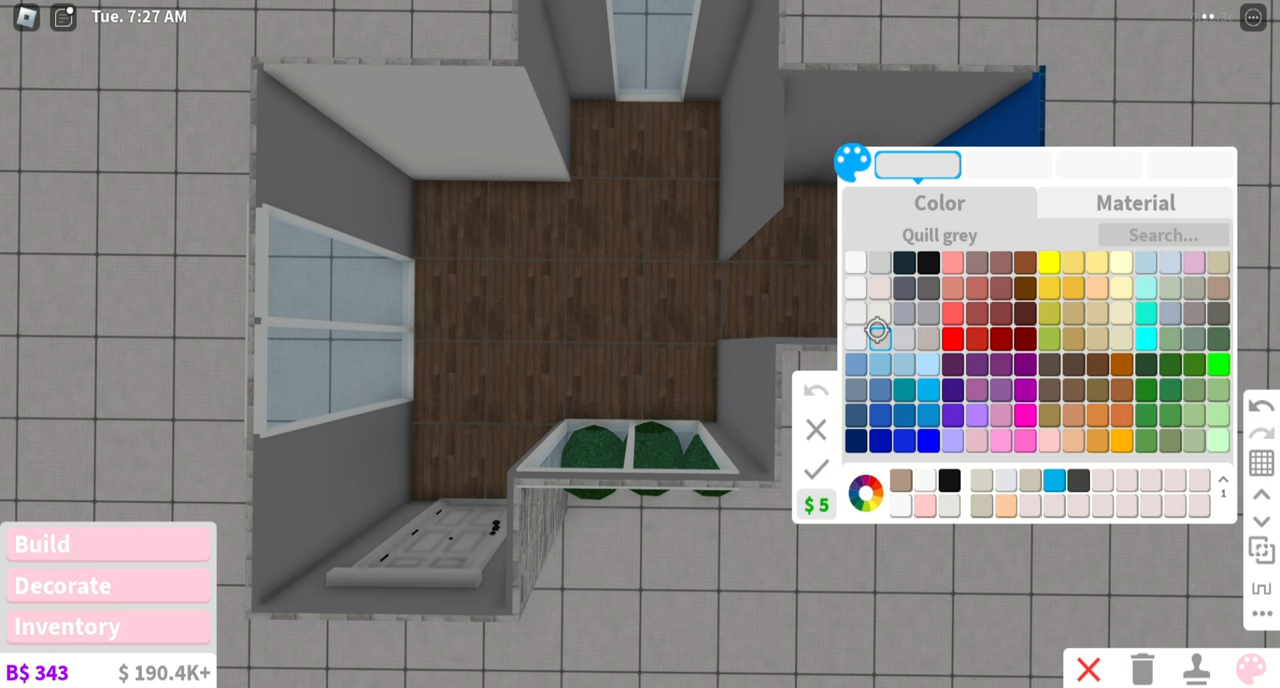 Tue. 7:27 AM
Color
Material
Quill grey
Search...
$ 5
1
Build
Decorate
Inventory
B$ 343
$ 190.4K+